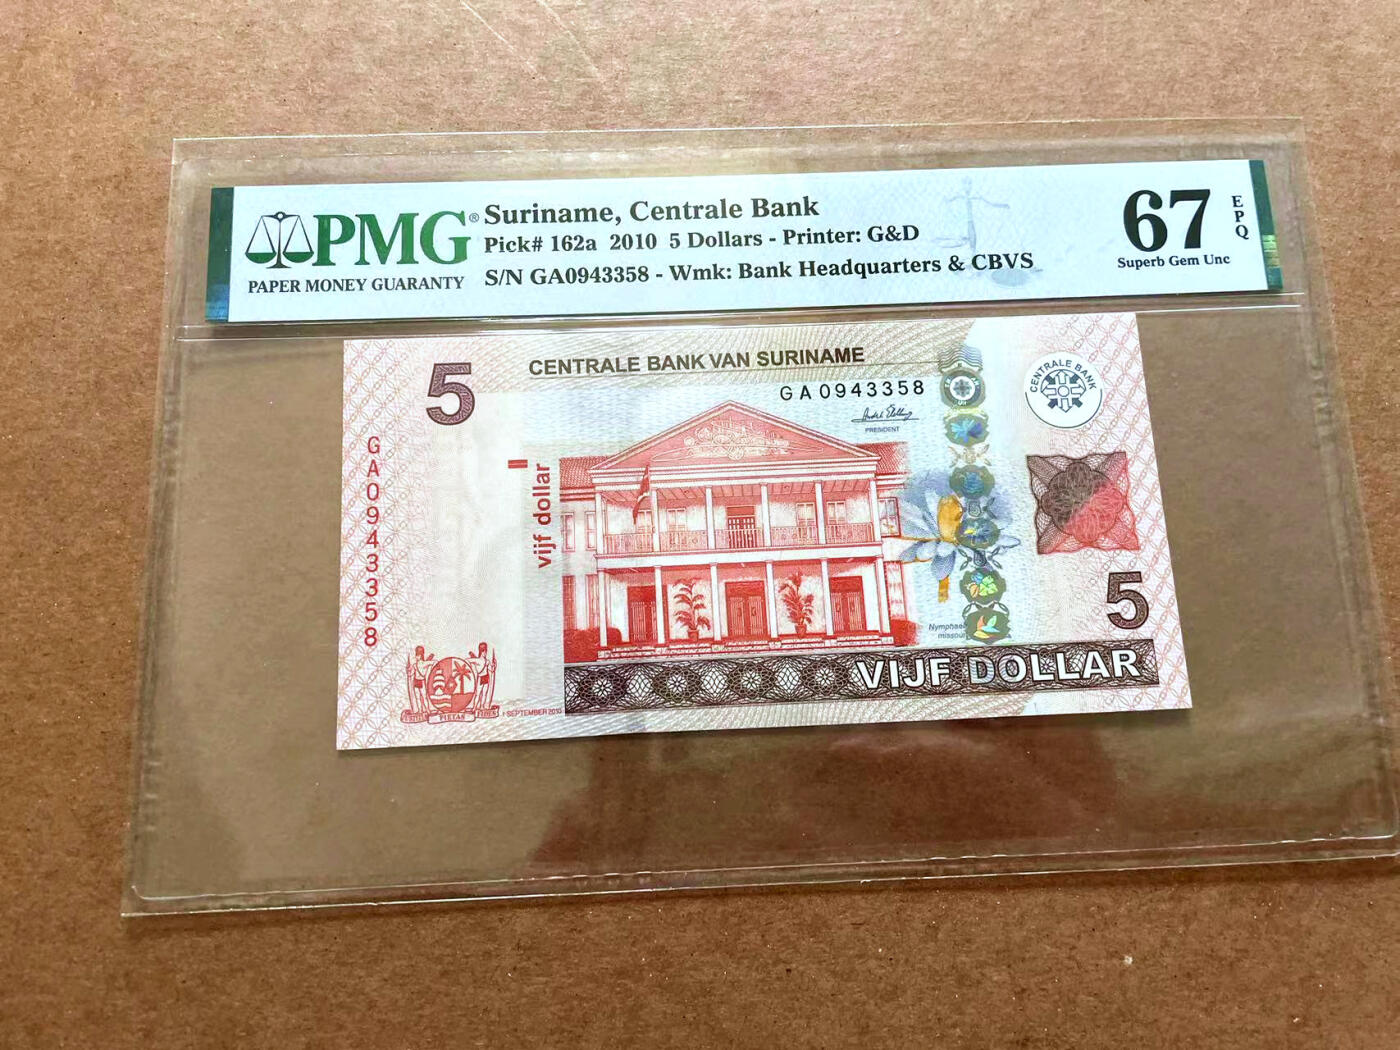 PMG®
PAPER MONEY GUARANTY
Suriname, Centrale Bank
Pick# 162a 2010 5 Dollars - Printer: G&D
S/N GA0943358 - Wmk: Bank Headquarters & CBVS
67
EPQ
Superb Gem Unc
5
CENTRALE BANK VAN SURINAME
GA0943358
PRESIDENT
CENTRALE BANK
GA0943358
vijf dollar
5
VIJF DOLLAR
PIETAS
1 SEPTEMBER 2010